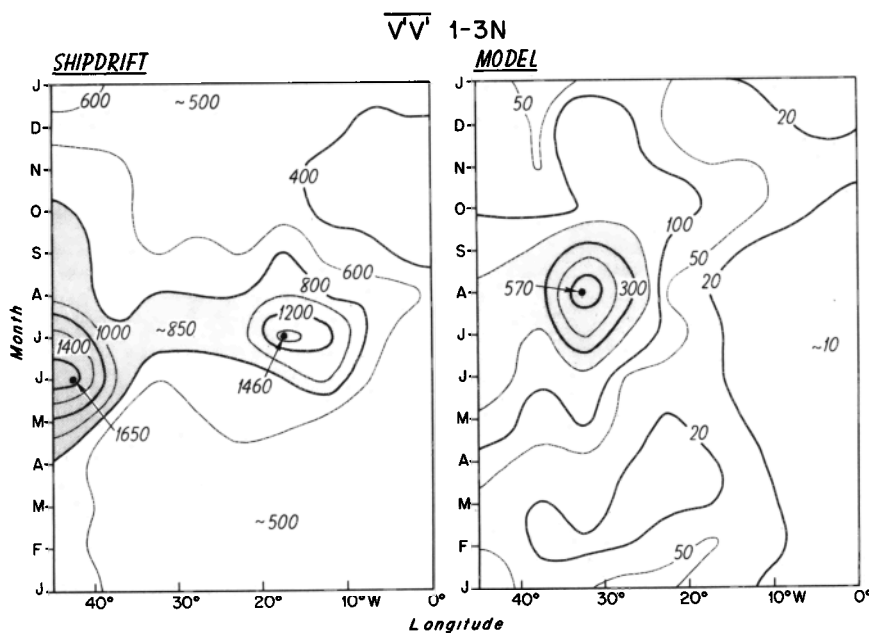 V'V' 1-3N
SHIPDRIFT
MODEL
Month
J
D
N
O
S
A
J
J
M
A
M
F
J
600
~500
400
600
800
1200
1000
~850
1400
1460
1650
~500
40°
20°
10°W
0°
J
D
N
O
S
A
J
J
M
A
M
F
J
50
20
100
50
20
570
300
~10
20
50
40°
30°
20°
10°W
0°
Longitude